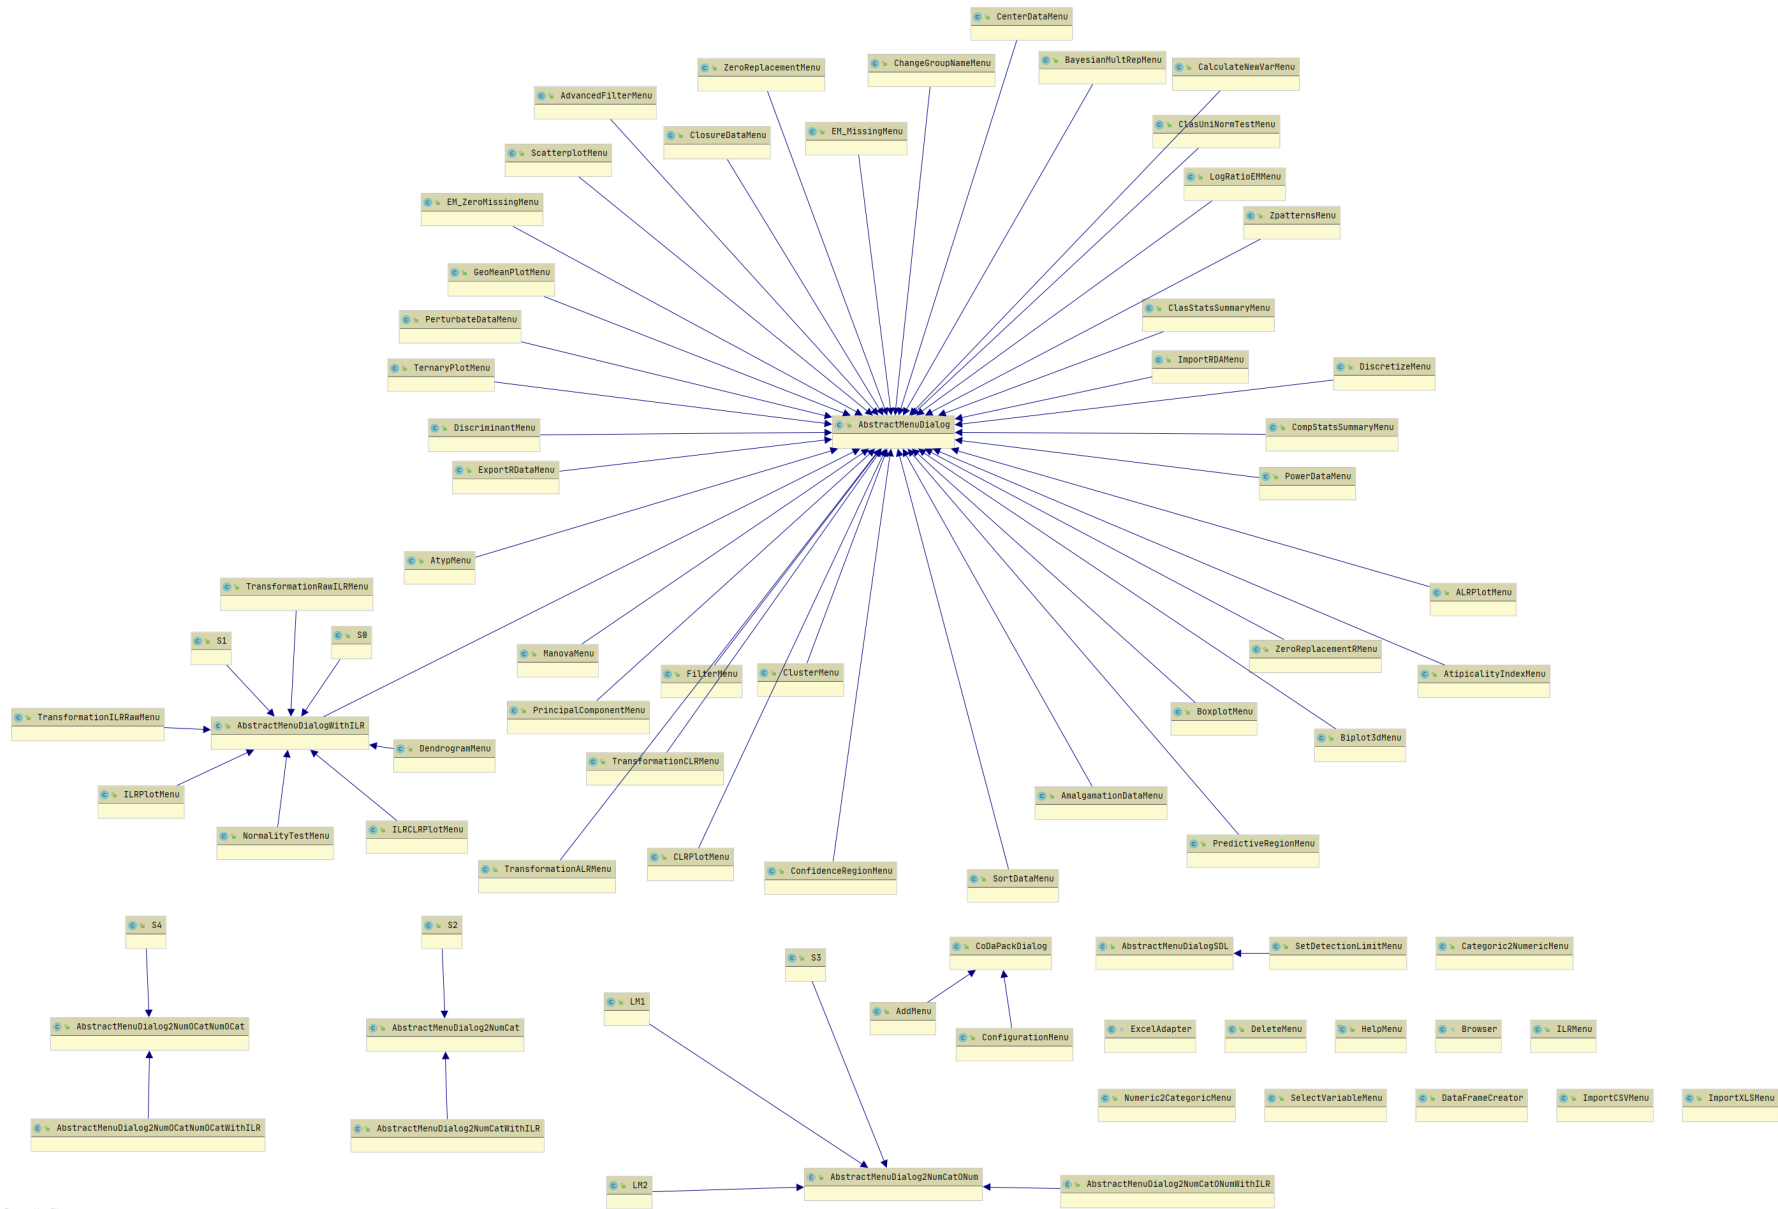 CenterDataMenu
ZeroReplacementMenu
ChangeGroupNameMenu
BayesianMultRepMenu
CalculateNewVarMenu
AdvancedFilterMenu
ClosureDataMenu
EM_MissingMenu
ClasUniNormTestMenu
ScatterplotMenu
LogRatioEMMenu
EM_ZeroMissingMenu
ZpatternsMenu
GeoMeanPlotMenu
ClasStatsSummaryMenu
PerturbateDataMenu
ImportRDAMenu
TernaryPlotMenu
DiscretizeMenu
AbstractMenuDialog
DiscriminantMenu
CompStatsSummaryMenu
ExportRDataMenu
PowerDataMenu
AtypMenu
TransformationRawILRMenu
ALRPlotMenu
S1
S0
ManovaMenu
ZeroReplacementRMenu
FilterMenu
ClusterMenu
AtipicalityIndexMenu
TransformationILRRawMenu
AbstractMenuDialogWithILR
PrincipalComponentMenu
BoxplotMenu
DendrogramMenu
Biplot3dMenu
TransformationCLRMenu
ILRPlotMenu
AmalgamationDataMenu
NormalityTestMenu
ILRCLRPlotMenu
PredictiveRegionMenu
TransformationALRMenu
CLRPlotMenu
ConfidenceRegionMenu
SortDataMenu
S4
S2
S3
CoDaPackDialog
AbstractMenuDialogSDL
SetDetectionLimitMenu
Categoric2NumericMenu
LM1
AddMenu
AbstractMenuDialog2NumOCatNumOCat
AbstractMenuDialog2NumCat
ConfigurationMenu
ExcelAdapter
DeleteMenu
HelpMenu
Browser
ILRMenu
Numeric2CategoricMenu
SelectVariableMenu
DataFrameCreator
ImportCSVMenu
ImportXLSMenu
AbstractMenuDialog2NumOCatNumOCatWithILR
AbstractMenuDialog2NumCatWithILR
LM2
AbstractMenuDialog2NumCatONum
AbstractMenuDialog2NumCatONumWithILR